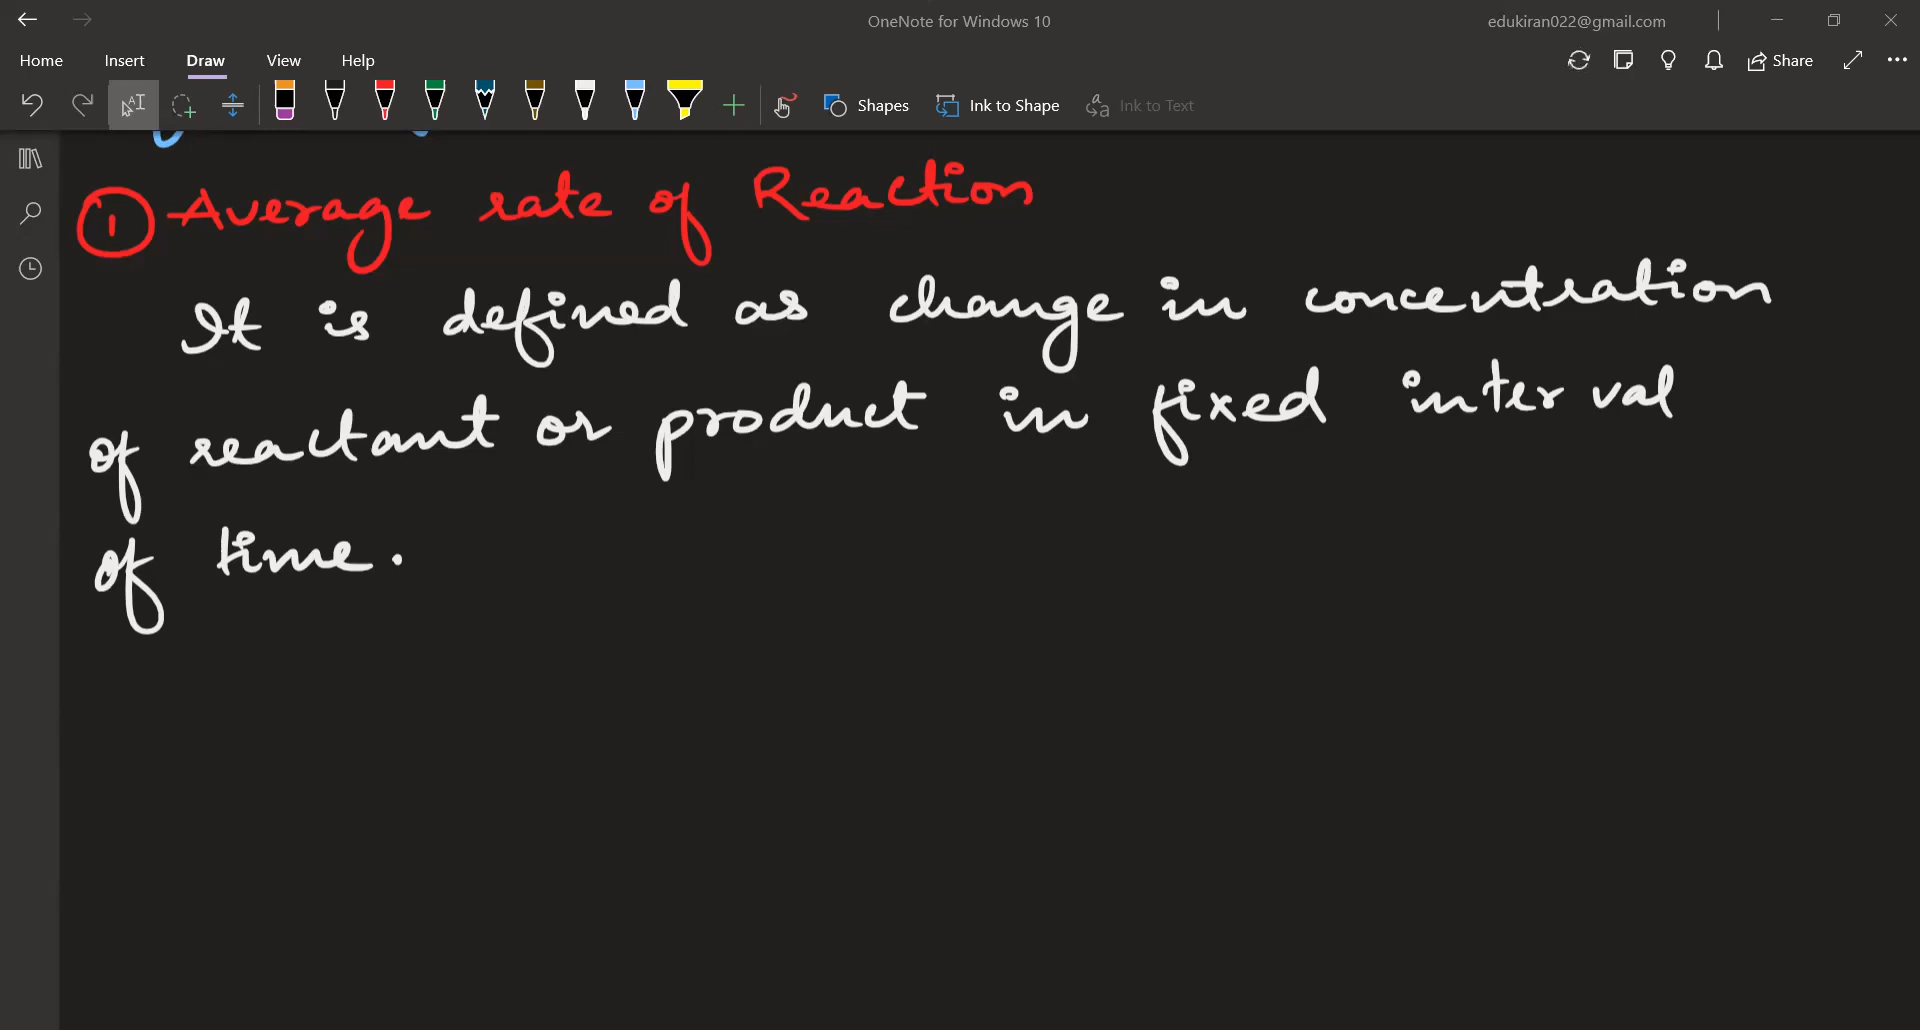 OneNote for Windows 10
edukiran022@gmail.com
Home Insert Draw View Help
Share
Shapes Ink to Shape Ink to Text
1 Average rate of Reaction
It is defined as change in concentration
of reactant or product in fixed interval
of time.